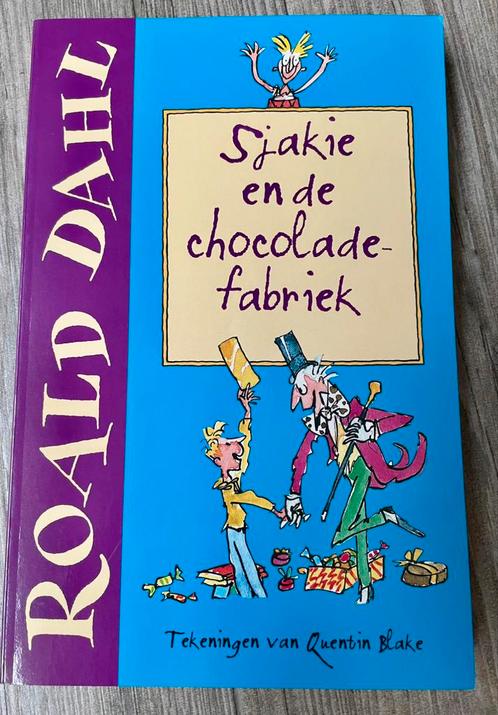 ROALD DAHL
Sjakie
en de
chocolade-
fabriek
Tekeningen van Quentin Blake